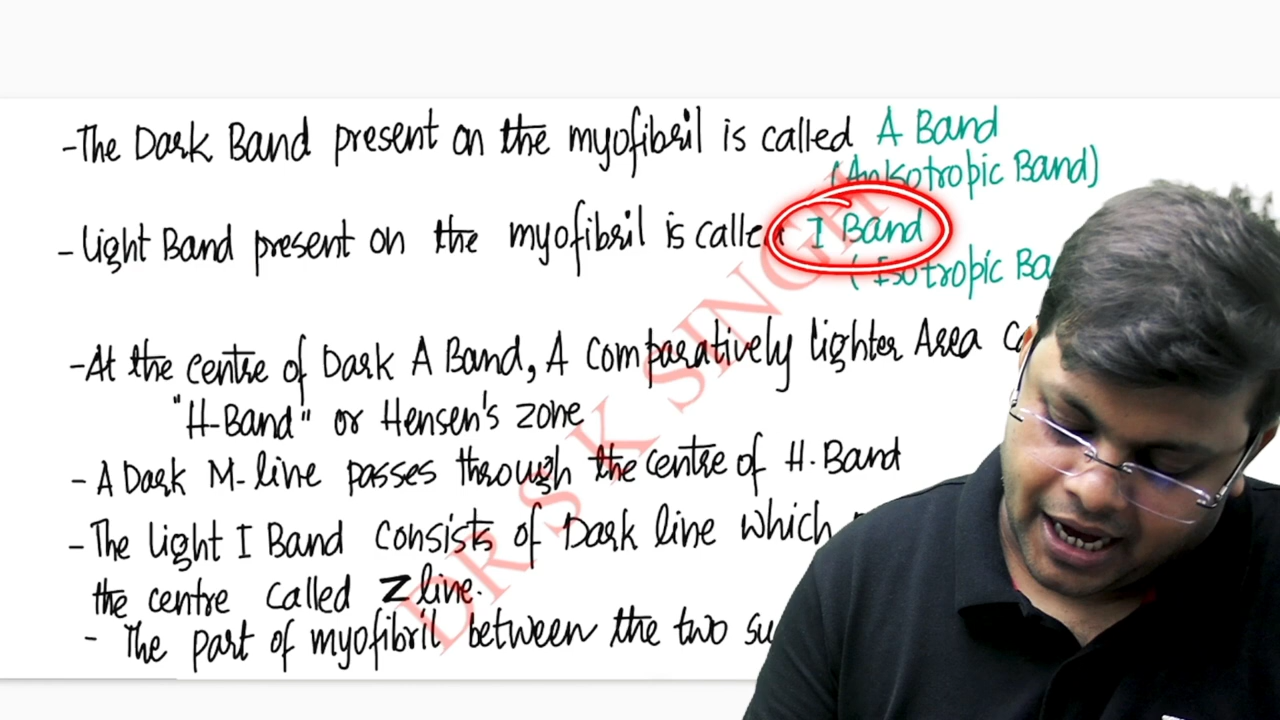 -The Dark Band present on the myofibril is called A Band
(Anisotropic Band)
- Light Band present on the myofibril is called I Band
(Isotropic Ba
-At the centre of Dark A Band, A Comparatively lighter Area
"H-Band" or Hensen's zone
- A Dark M-line passes through the centre of H.Band
- The light I Band consists of Dark line which
the centre called Z line.
- The part of myofibril between the two su
DR S K SINGH